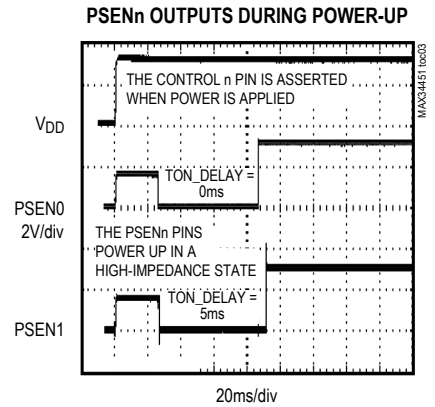 PSENn OUTPUTS DURING POWER-UP
MAX34451 toc03
THE CONTROL n PIN IS ASSERTED
WHEN POWER IS APPLIED
VDD
TON_DELAY =
0ms
PSEN0
2V/div
THE PSENn PINS
POWER UP IN A
HIGH-IMPEDANCE STATE
TON_DELAY =
5ms
PSEN1
20ms/div